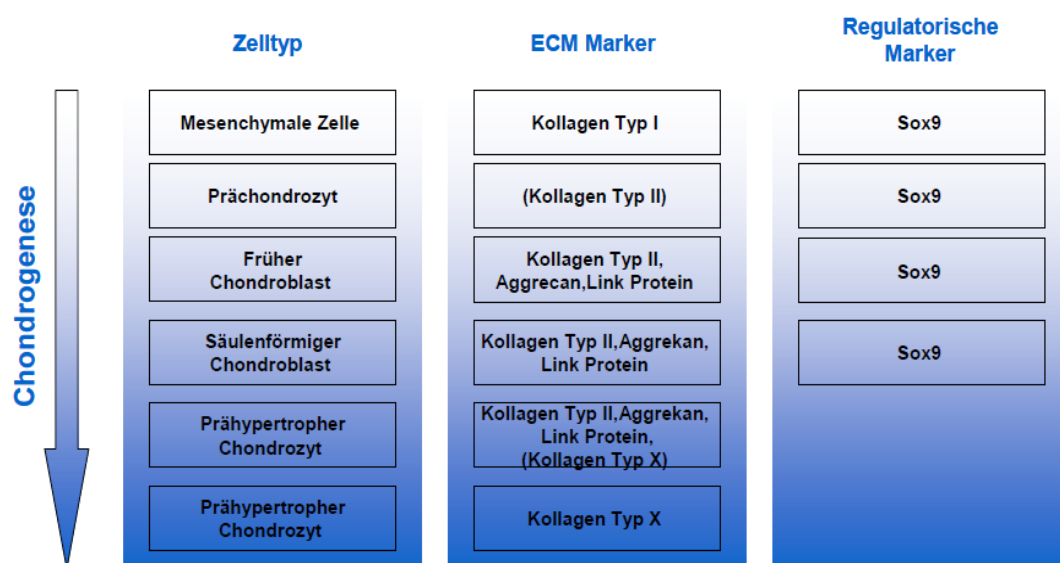 Zelltyp
ECM Marker
Regulatorische
Marker
Chondrogenese
Mesenchymale Zelle
Kollagen Typ I
Sox9
Prächondrozyt
(Kollagen Typ II)
Sox9
Früher
Chondroblast
Kollagen Typ II,
Aggrecan,Link Protein
Sox9
Säulenförmiger
Chondroblast
Kollagen Typ II,Aggrekan,
Link Protein
Sox9
Prähypertropher
Chondrozyt
Kollagen Typ II,Aggrekan,
Link Protein,
(Kollagen Typ X)
Prähypertropher
Chondrozyt
Kollagen Typ X